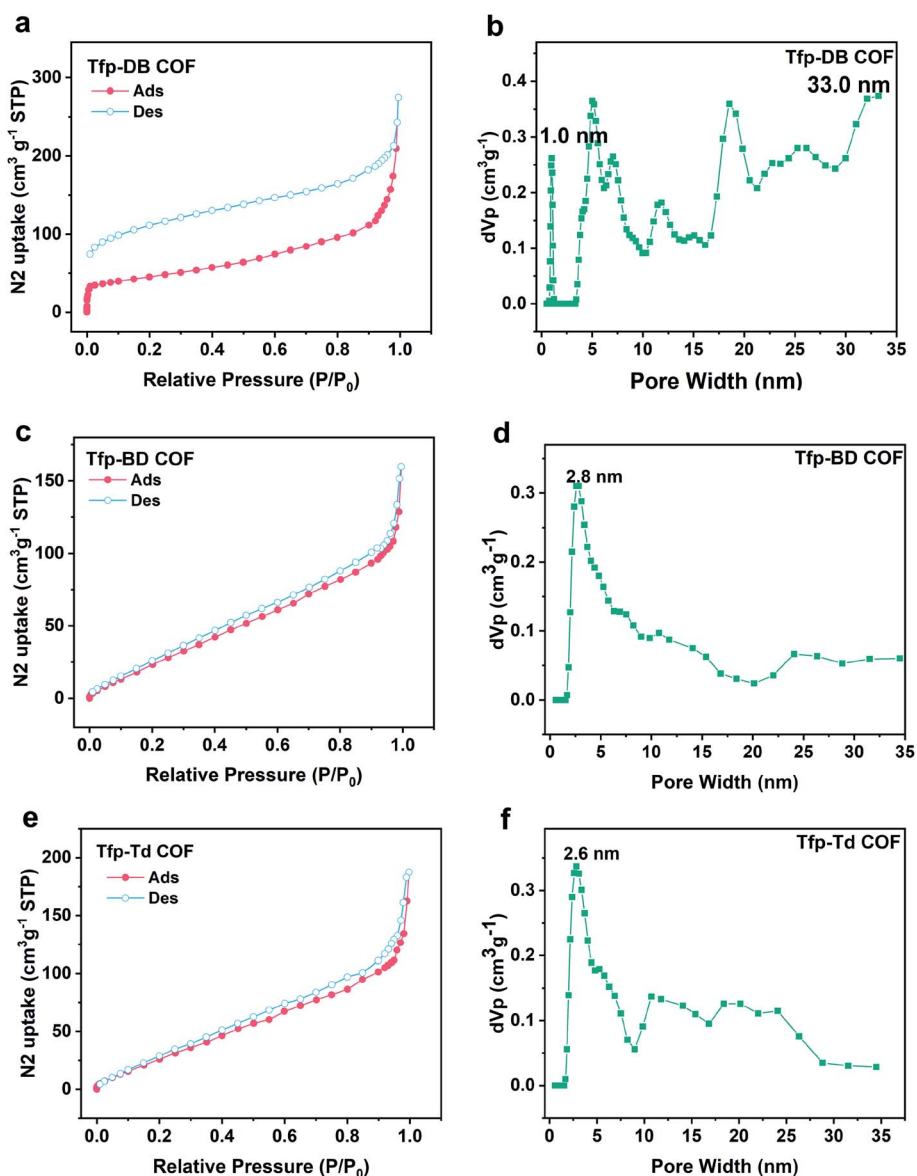 a
Tfp-DB COF
Ads
Des
N2 uptake (cm³ g⁻¹ STP)
300
200
100
0
0.0 0.2 0.4 0.6 0.8 1.0
Relative Pressure (P/P₀)
b
Tfp-DB COF
33.0 nm
1.0 nm
dVp (cm³g⁻¹)
0.4
0.3
0.2
0.1
0.0
0 5 10 15 20 25 30 35
Pore Width (nm)
c
Tfp-BD COF
Ads
Des
N2 uptake (cm³g⁻¹ STP)
150
100
50
0
0.0 0.2 0.4 0.6 0.8 1.0
Relative Pressure (P/P₀)
d
Tfp-BD COF
2.8 nm
dVp (cm³g⁻¹)
0.3
0.2
0.1
0.0
0 5 10 15 20 25 30 35
Pore Width (nm)
e
Tfp-Td COF
Ads
Des
N2 uptake (cm³g⁻¹ STP)
200
150
100
50
0
0.0 0.2 0.4 0.6 0.8 1.0
Relative Pressure (P/P₀)
f
Tfp-Td COF
2.6 nm
dVp (cm³g⁻¹)
0.3
0.2
0.1
0.0
0 5 10 15 20 25 30 35
Pore Width (nm)